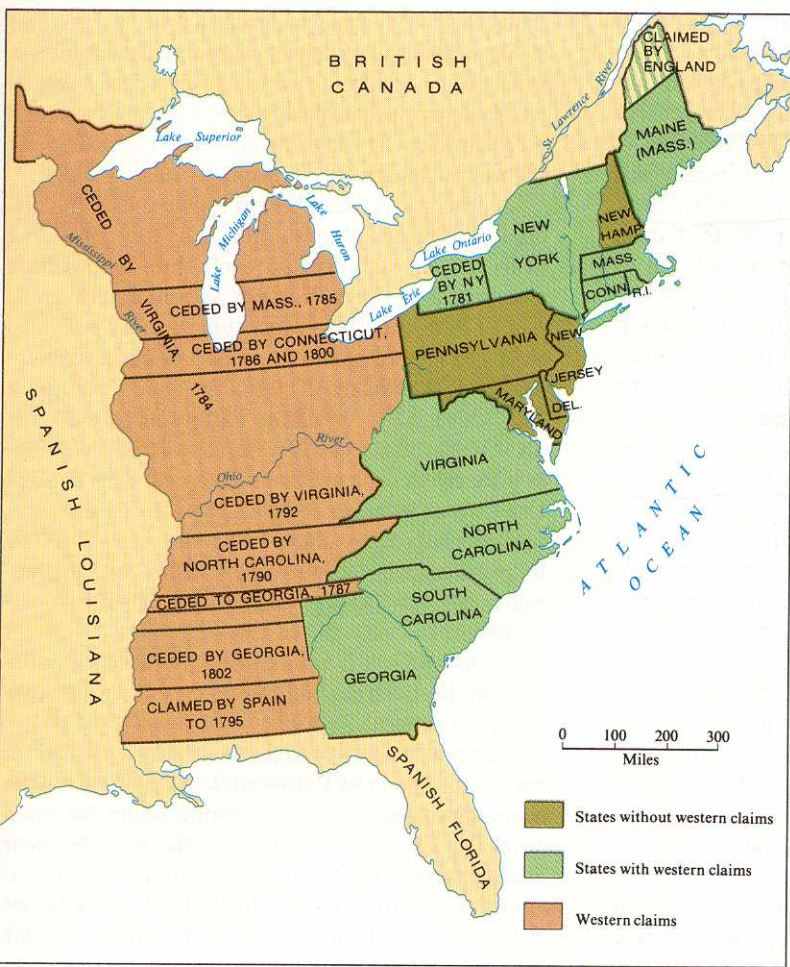 BRITISH
CANADA
CLAIMED
BY
ENGLAND
St. Lawrence River
Lake Superior
MAINE
(MASS.)
CEDED BY VIRGINIA, 1784
Lake Michigan
Lake Huron
Mississippi
River
Lake Ontario
NEW
YORK
NEW
HAMP.
MASS.
CONN.
R.I.
CEDED
BY NY
1781
Lake Erie
CEDED BY MASS., 1785
CEDED BY CONNECTICUT,
1786 AND 1800
PENNSYLVANIA
NEW
JERSEY
DEL.
MARYLAND
SPANISH LOUISIANA
Ohio River
VIRGINIA
CEDED BY VIRGINIA,
1792
CEDED BY
NORTH CAROLINA,
1790
NORTH
CAROLINA
ATLANTIC
OCEAN
CEDED TO GEORGIA, 1787
SOUTH
CAROLINA
CEDED BY GEORGIA,
1802
GEORGIA
CLAIMED BY SPAIN
TO 1795
SPANISH FLORIDA
0 100 200 300
Miles
States without western claims
States with western claims
Western claims